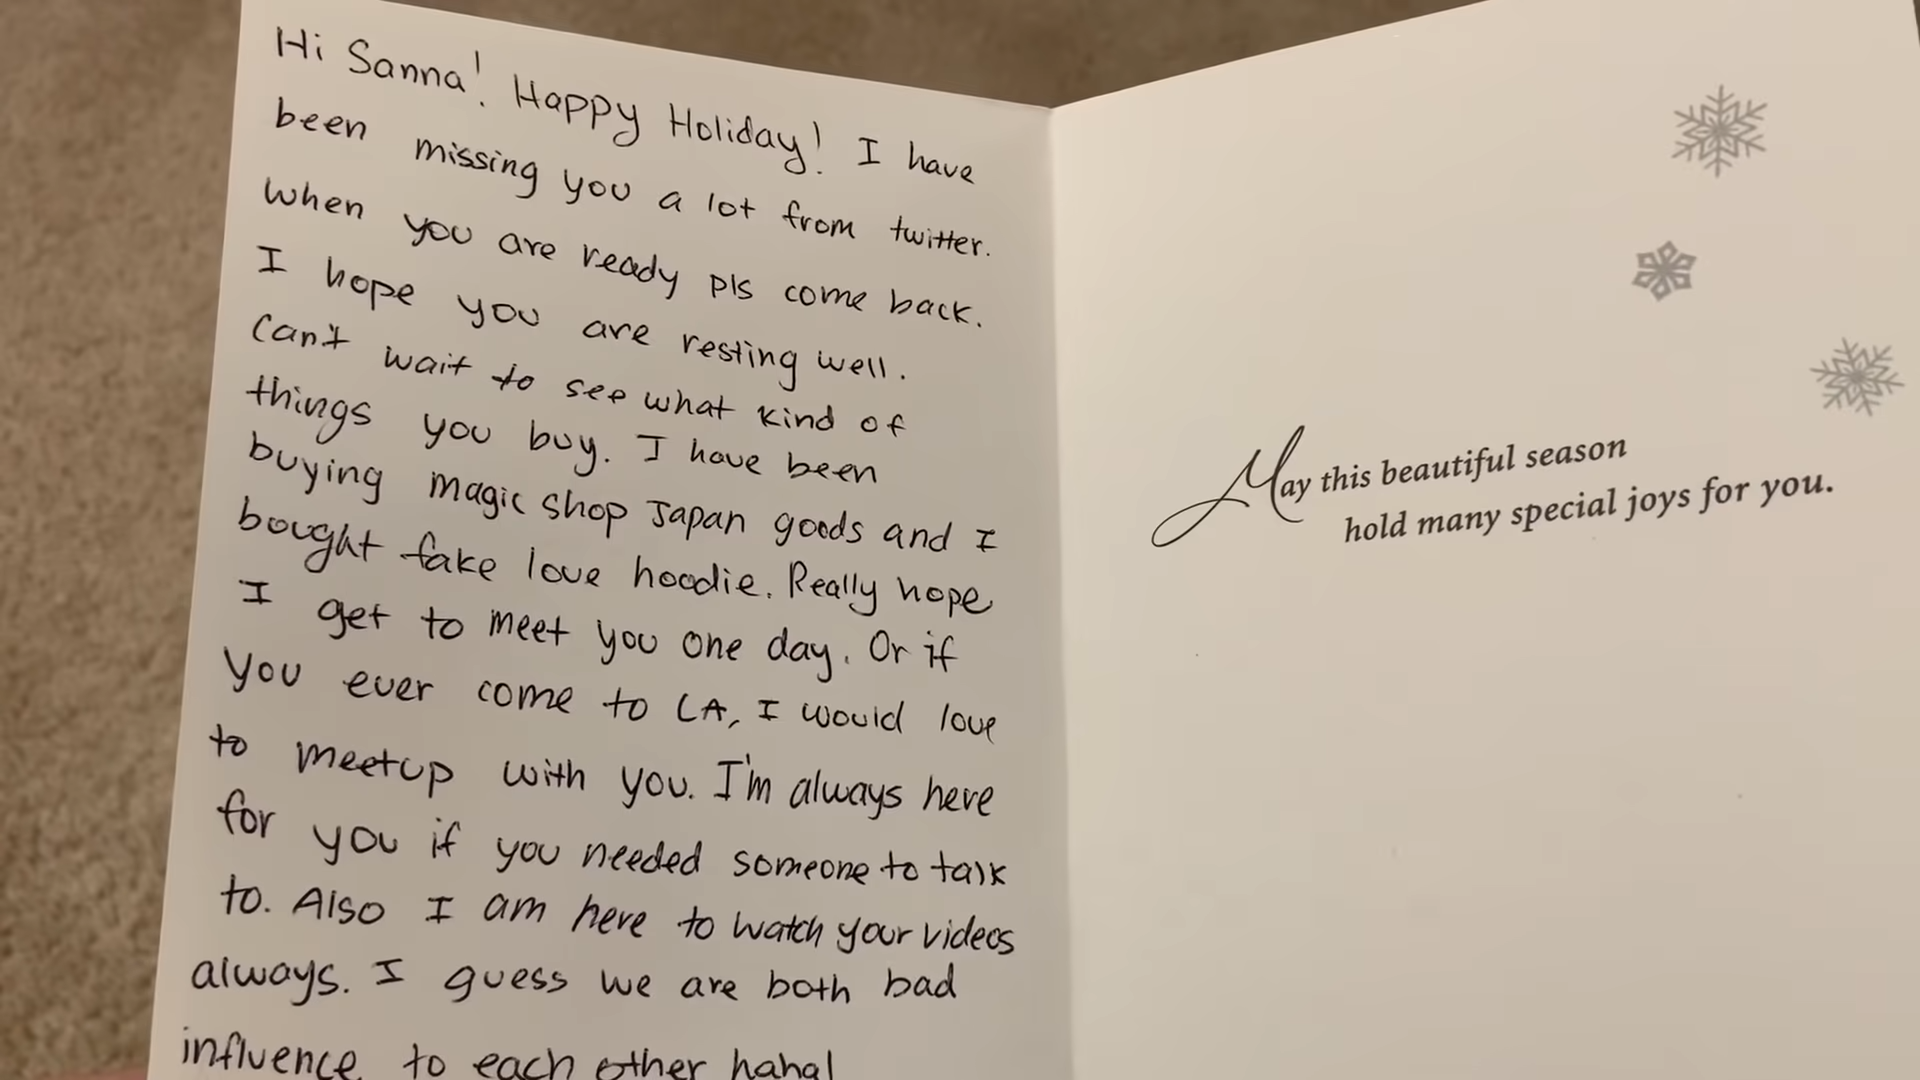 Hi Sanna! Happy Holiday! I have
been missing you a lot from twitter.
When you are ready pls come back.
I hope you are resting well.
Can't wait to see what kind of
things you buy. I have been
buying magic shop Japan goods and I
bought fake love hoodie. Really hope
I get to meet you one day. Or if
you ever come to LA, I would love
to meetup with you. I'm always here
for you if you needed someone to talk
to. Also I am here to watch your videos
always. I guess we are both bad
influence to each other haha!
May this beautiful season
hold many special joys for you.